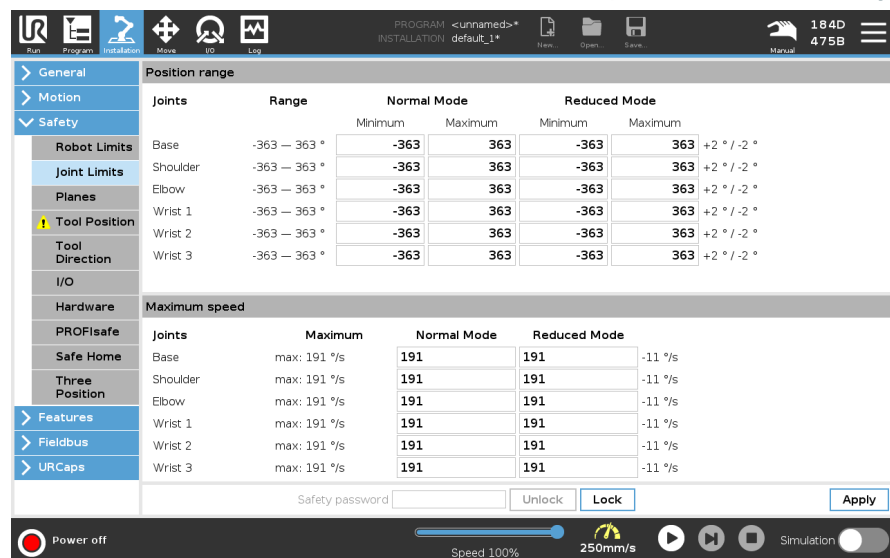 PROGRAM <unnamed>*
INSTALLATION default_1*
184D
475B
Run Program Installation Move I/O Log New... Open... Save... Manual
General
Motion
Safety
Robot Limits
Joint Limits
Planes
Tool Position
Tool
Direction
I/O
Hardware
PROFIsafe
Safe Home
Three
Position
Features
Fieldbus
URCaps
Position range
Joints Range Normal Mode Reduced Mode
Minimum Maximum Minimum Maximum
Base -363 — 363 ° -363 363 -363 363 +2 ° / -2 °
Shoulder -363 — 363 ° -363 363 -363 363 +2 ° / -2 °
Elbow -363 — 363 ° -363 363 -363 363 +2 ° / -2 °
Wrist 1 -363 — 363 ° -363 363 -363 363 +2 ° / -2 °
Wrist 2 -363 — 363 ° -363 363 -363 363 +2 ° / -2 °
Wrist 3 -363 — 363 ° -363 363 -363 363 +2 ° / -2 °
Maximum speed
Joints Maximum Normal Mode Reduced Mode
Base max: 191 °/s 191 191 -11 °/s
Shoulder max: 191 °/s 191 191 -11 °/s
Elbow max: 191 °/s 191 191 -11 °/s
Wrist 1 max: 191 °/s 191 191 -11 °/s
Wrist 2 max: 191 °/s 191 191 -11 °/s
Wrist 3 max: 191 °/s 191 191 -11 °/s
Safety password Unlock Lock Apply
Power off Speed 100% 250mm/s Simulation